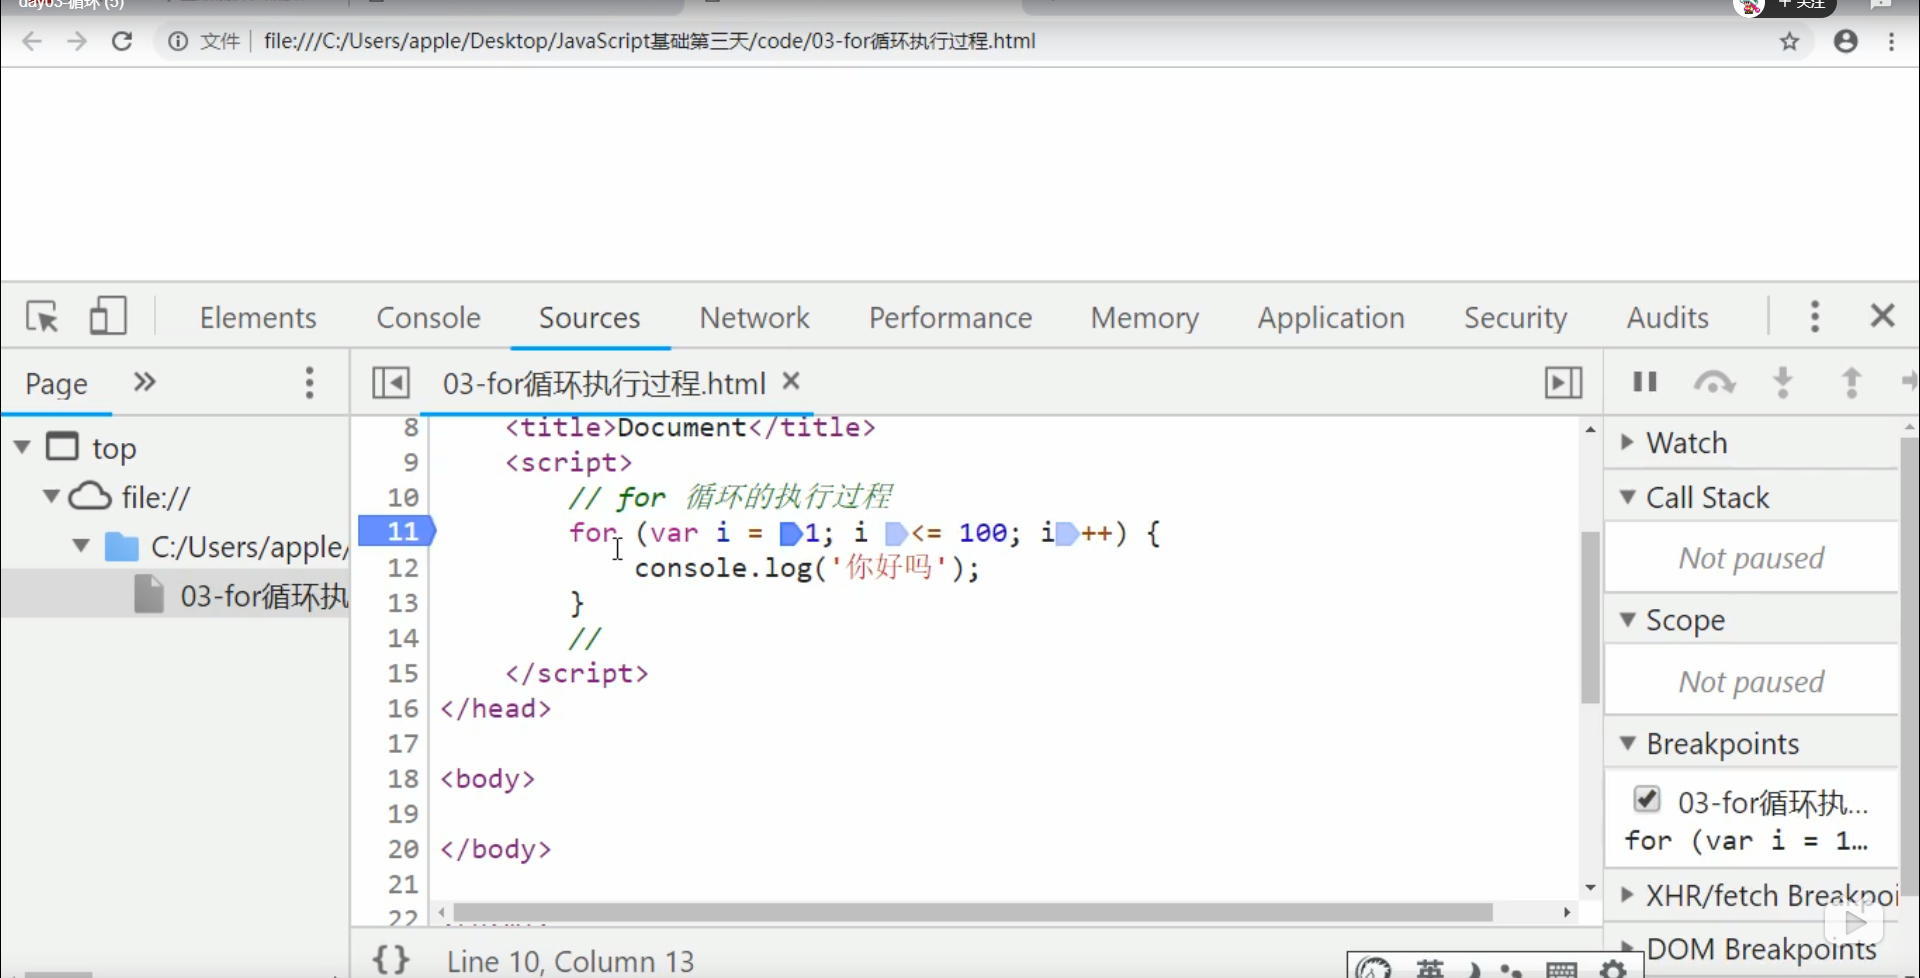 day03-循环 (5)
+ 关注
文件 file:///C:/Users/apple/Desktop/JavaScript基础第三天/code/03-for循环执行过程.html
Elements Console Sources Network Performance Memory Application Security Audits
Page
03-for循环执行过程.html
top
file://
C:/Users/apple/
03-for循环执
8 <title>Document</title>
9 <script>
10 // for 循环的执行过程
11 for (var i = 1; i <= 100; i++) {
12 console.log('你好吗');
13 }
14 //
15 </script>
16 </head>
17
18 <body>
19
20 </body>
21
22
{} Line 10, Column 13
Watch
Call Stack
Not paused
Scope
Not paused
Breakpoints
03-for循环执...
for (var i = 1…
XHR/fetch Breakpoi
DOM Breakpoints
英